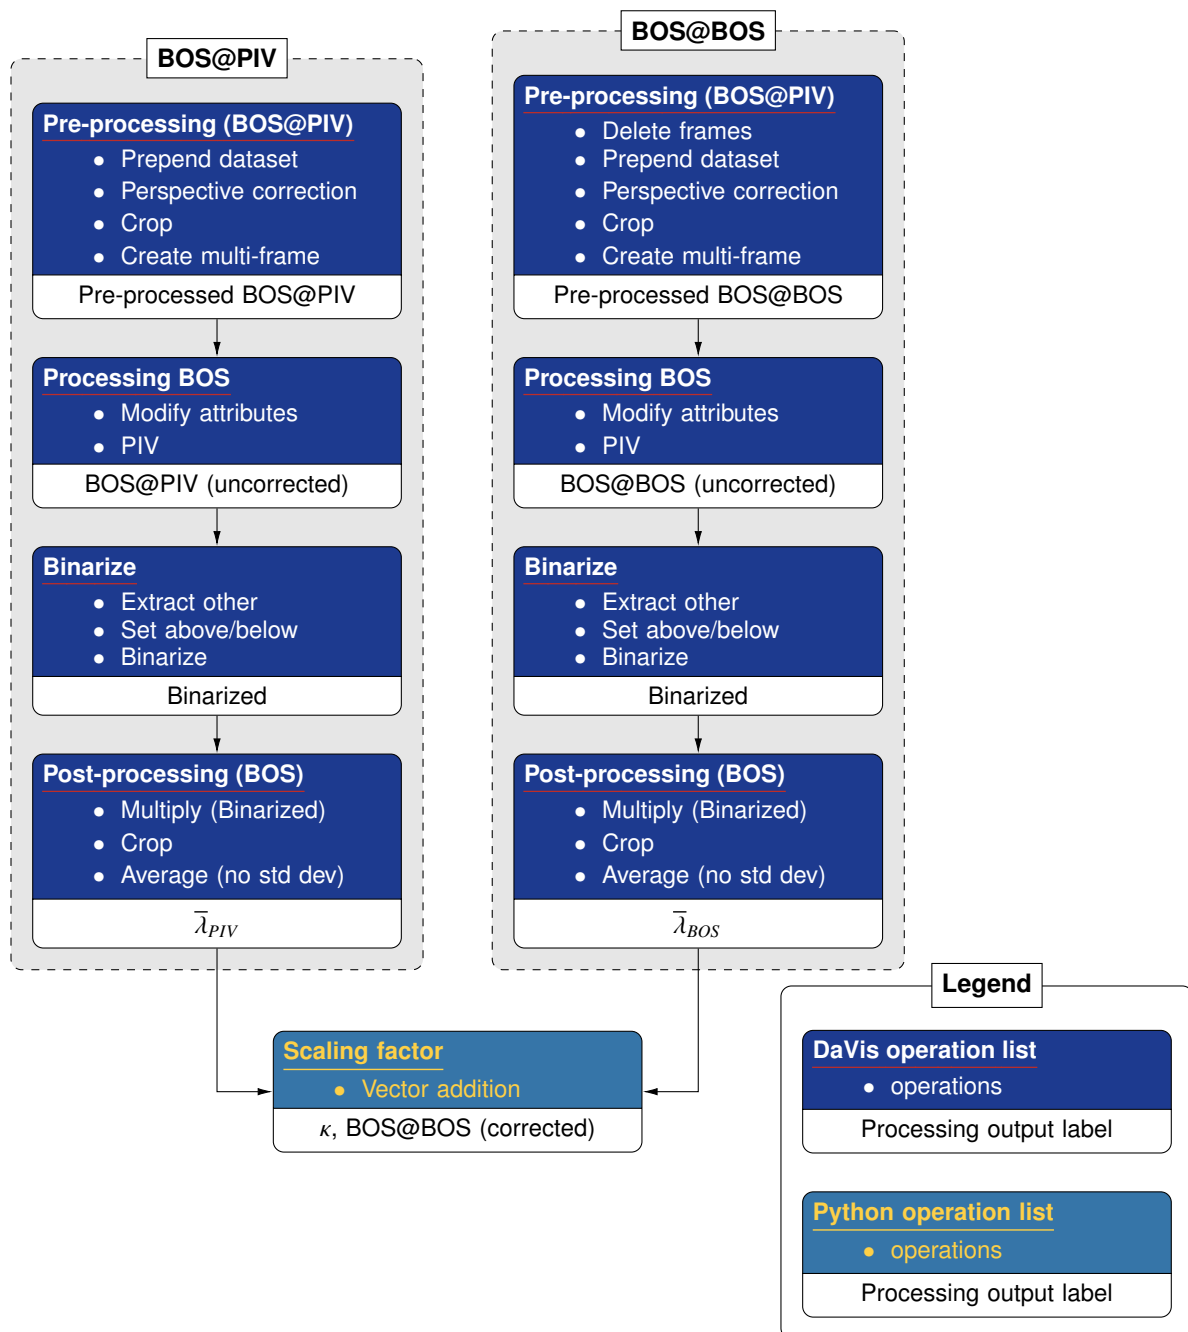 BOS@PIV
Pre-processing (BOS@PIV)
• Prepend dataset
• Perspective correction
• Crop
• Create multi-frame
Pre-processed BOS@PIV
Processing BOS
• Modify attributes
• PIV
BOS@PIV (uncorrected)
Binarize
• Extract other
• Set above/below
• Binarize
Binarized
Post-processing (BOS)
• Multiply (Binarized)
• Crop
• Average (no std dev)
λ̅_PIV
BOS@BOS
Pre-processing (BOS@PIV)
• Delete frames
• Prepend dataset
• Perspective correction
• Crop
• Create multi-frame
Pre-processed BOS@BOS
Processing BOS
• Modify attributes
• PIV
BOS@BOS (uncorrected)
Binarize
• Extract other
• Set above/below
• Binarize
Binarized
Post-processing (BOS)
• Multiply (Binarized)
• Crop
• Average (no std dev)
λ̅_BOS
Scaling factor
• Vector addition
κ, BOS@BOS (corrected)
Legend
DaVis operation list
• operations
Processing output label
Python operation list
• operations
Processing output label